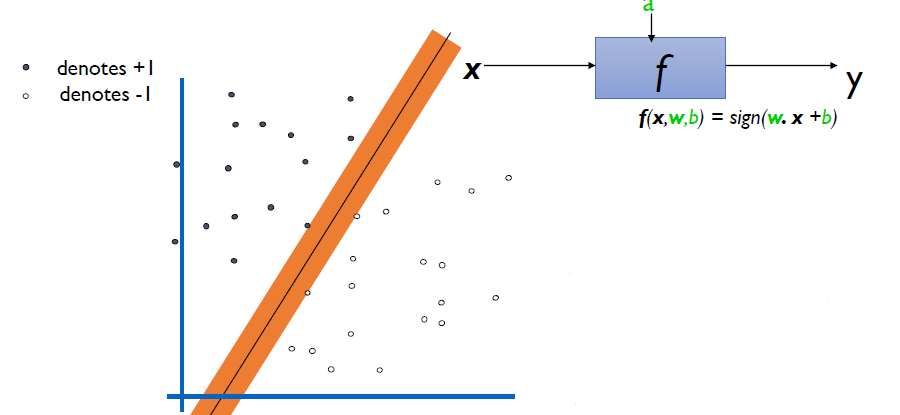 a
denotes +1
denotes -1
x
f
y
f(x,w,b) = sign(w. x +b)